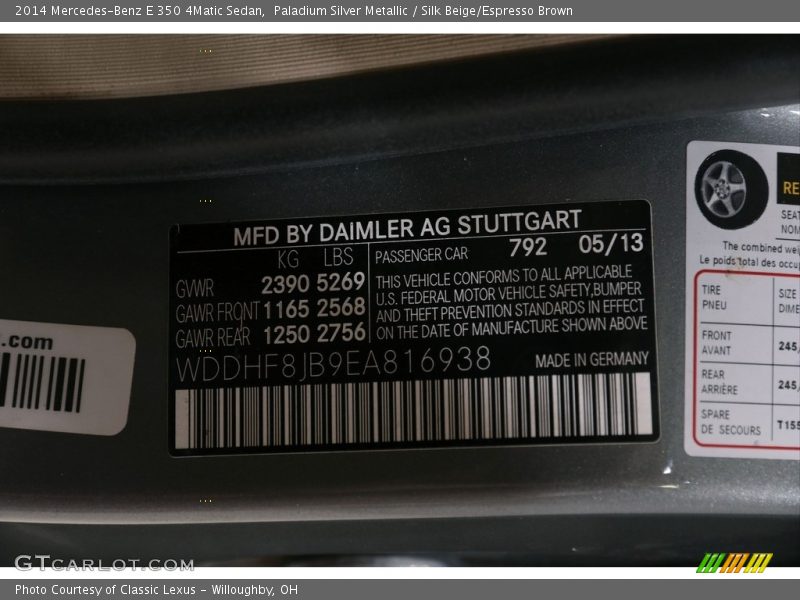 2014 Mercedes-Benz E 350 4Matic Sedan, Paladium Silver Metallic / Silk Beige/Espresso Brown
MFD BY DAIMLER AG STUTTGART
KG LBS
GVWR 2390 5269
GAWR FRONT 1165 2568
GAWR REAR 1250 2756
PASSENGER CAR 792 05/13
THIS VEHICLE CONFORMS TO ALL APPLICABLE
U.S. FEDERAL MOTOR VEHICLE SAFETY,BUMPER
AND THEFT PREVENTION STANDARDS IN EFFECT
ON THE DATE OF MANUFACTURE SHOWN ABOVE
WDDHF8JB9EA816938 MADE IN GERMANY
.com
The combined
Le poids total des
TIRE SIZE
PNEU
FRONT 245/
AVANT
REAR 245/
ARRIÈRE
SPARE T155
DE SECOURS
GTcarlot.com
Photo Courtesy of Classic Lexus - Willoughby, OH